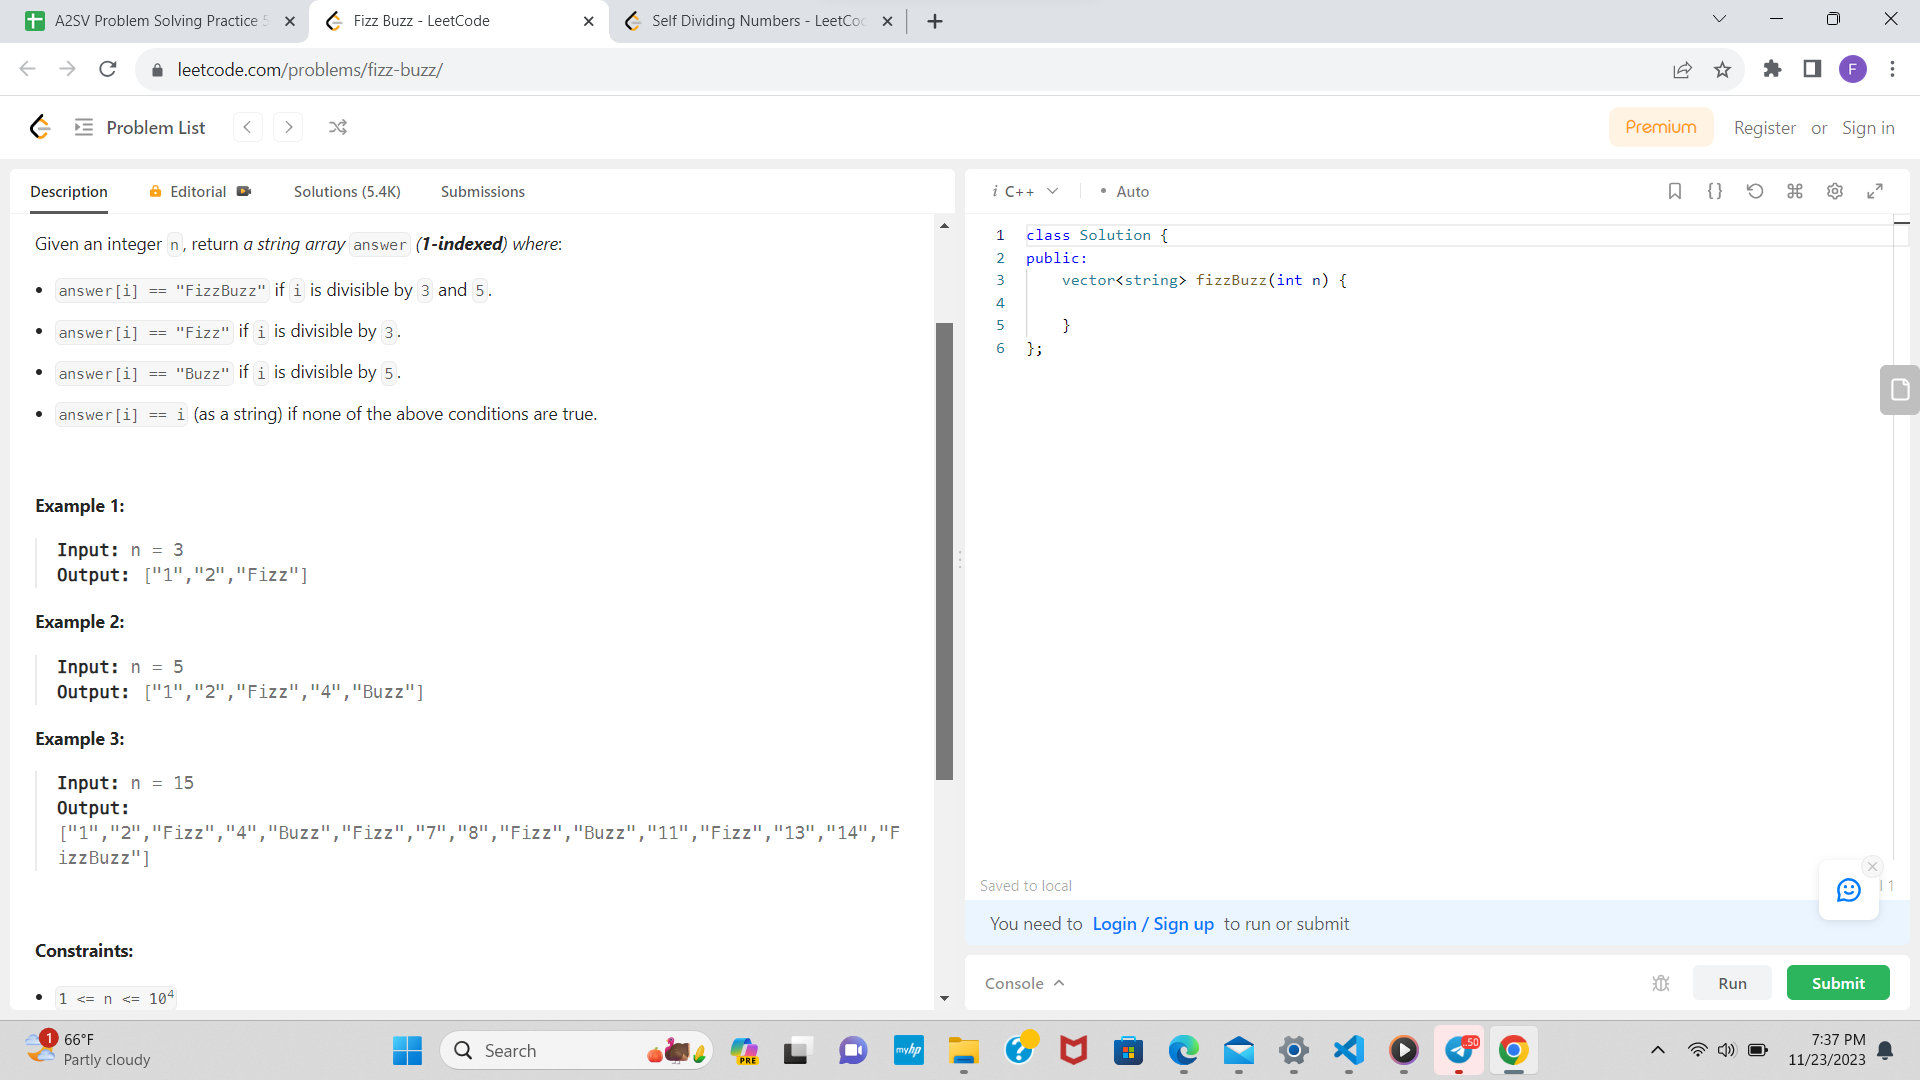 A2SV Problem Solving Practice
Fizz Buzz - LeetCode
Self Dividing Numbers - LeetCo
leetcode.com/problems/fizz-buzz/
F
Problem List
Premium
Register or Sign in
Description
Editorial
Solutions (5.4K)
Submissions
Given an integer n, return a string array answer (1-indexed) where:
• answer[i] == "FizzBuzz" if i is divisible by 3 and 5.
• answer[i] == "Fizz" if i is divisible by 3.
• answer[i] == "Buzz" if i is divisible by 5.
• answer[i] == i (as a string) if none of the above conditions are true.
Example 1:
Input: n = 3
Output: ["1","2","Fizz"]
Example 2:
Input: n = 5
Output: ["1","2","Fizz","4","Buzz"]
Example 3:
Input: n = 15
Output:
["1","2","Fizz","4","Buzz","Fizz","7","8","Fizz","Buzz","11","Fizz","13","14","F
izzBuzz"]
Constraints:
• 1 <= n <= 10⁴
i C++
• Auto
1 class Solution {
2 public:
3     vector<string> fizzBuzz(int n) {
4
5     }
6 };
Saved to local
1
You need to Login / Sign up to run or submit
Console
Run
Submit
1
66°F
Partly cloudy
Search
PRE
myhp
50
7:37 PM
11/23/2023